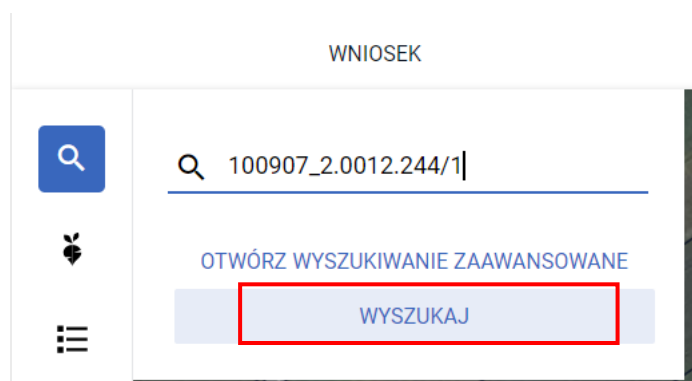 WNIOSEK
100907_2.0012.244/1
OTWÓRZ WYSZUKIWANIE ZAAWANSOWANE
WYSZUKAJ